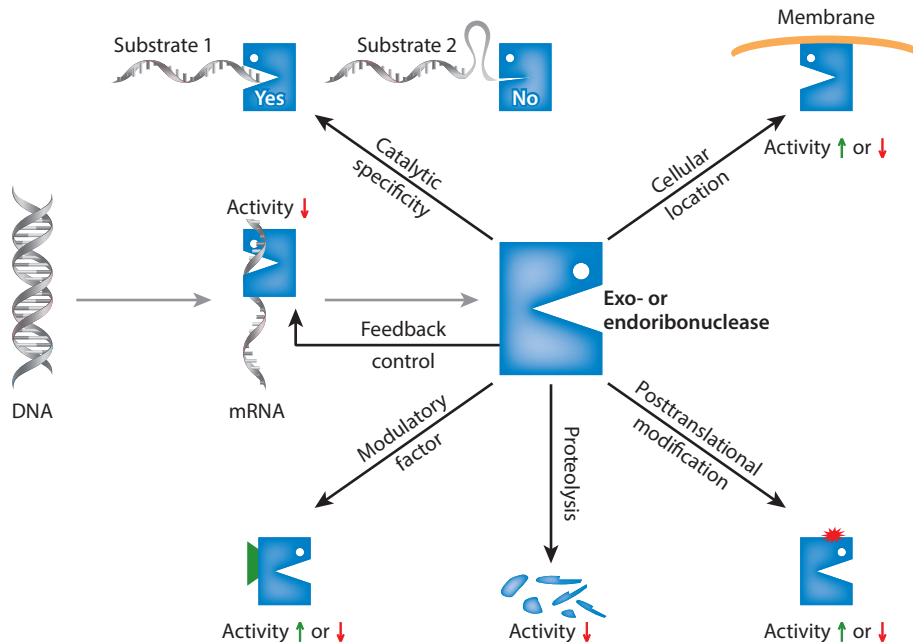 Substrate 1
Substrate 2
Membrane
Yes
No
Activity ↑ or ↓
Catalytic
specificity
Cellular
location
Activity ↓
Exo- or
endoribonuclease
Feedback
control
DNA
mRNA
Modulatory
factor
Proteolysis
Posttranslational
modification
Activity ↑ or ↓
Activity ↓
Activity ↑ or ↓